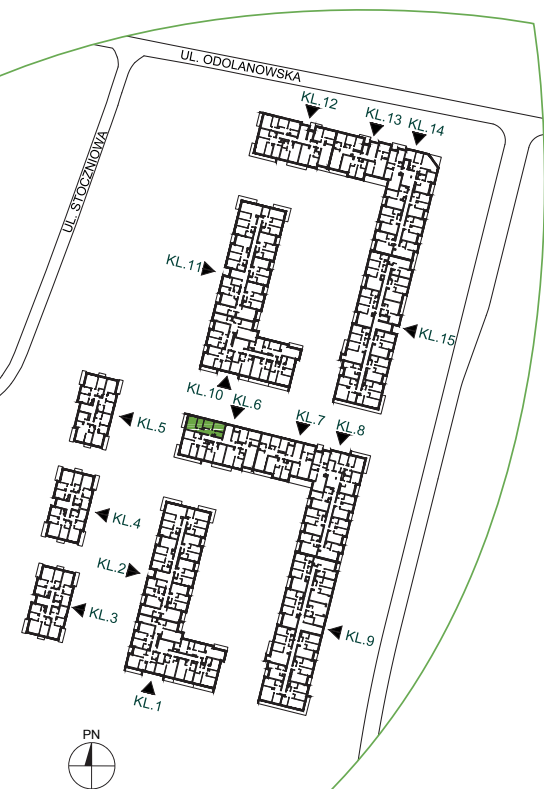 UL. ODOLANOWSKA
KL.12
KL.13
KL.14
UL. STOCZNIOWA
KL.11
KL.15
KL.10
KL.6
KL.7
KL.8
KL.5
KL.4
KL.2
KL.3
KL.9
KL.1
PN